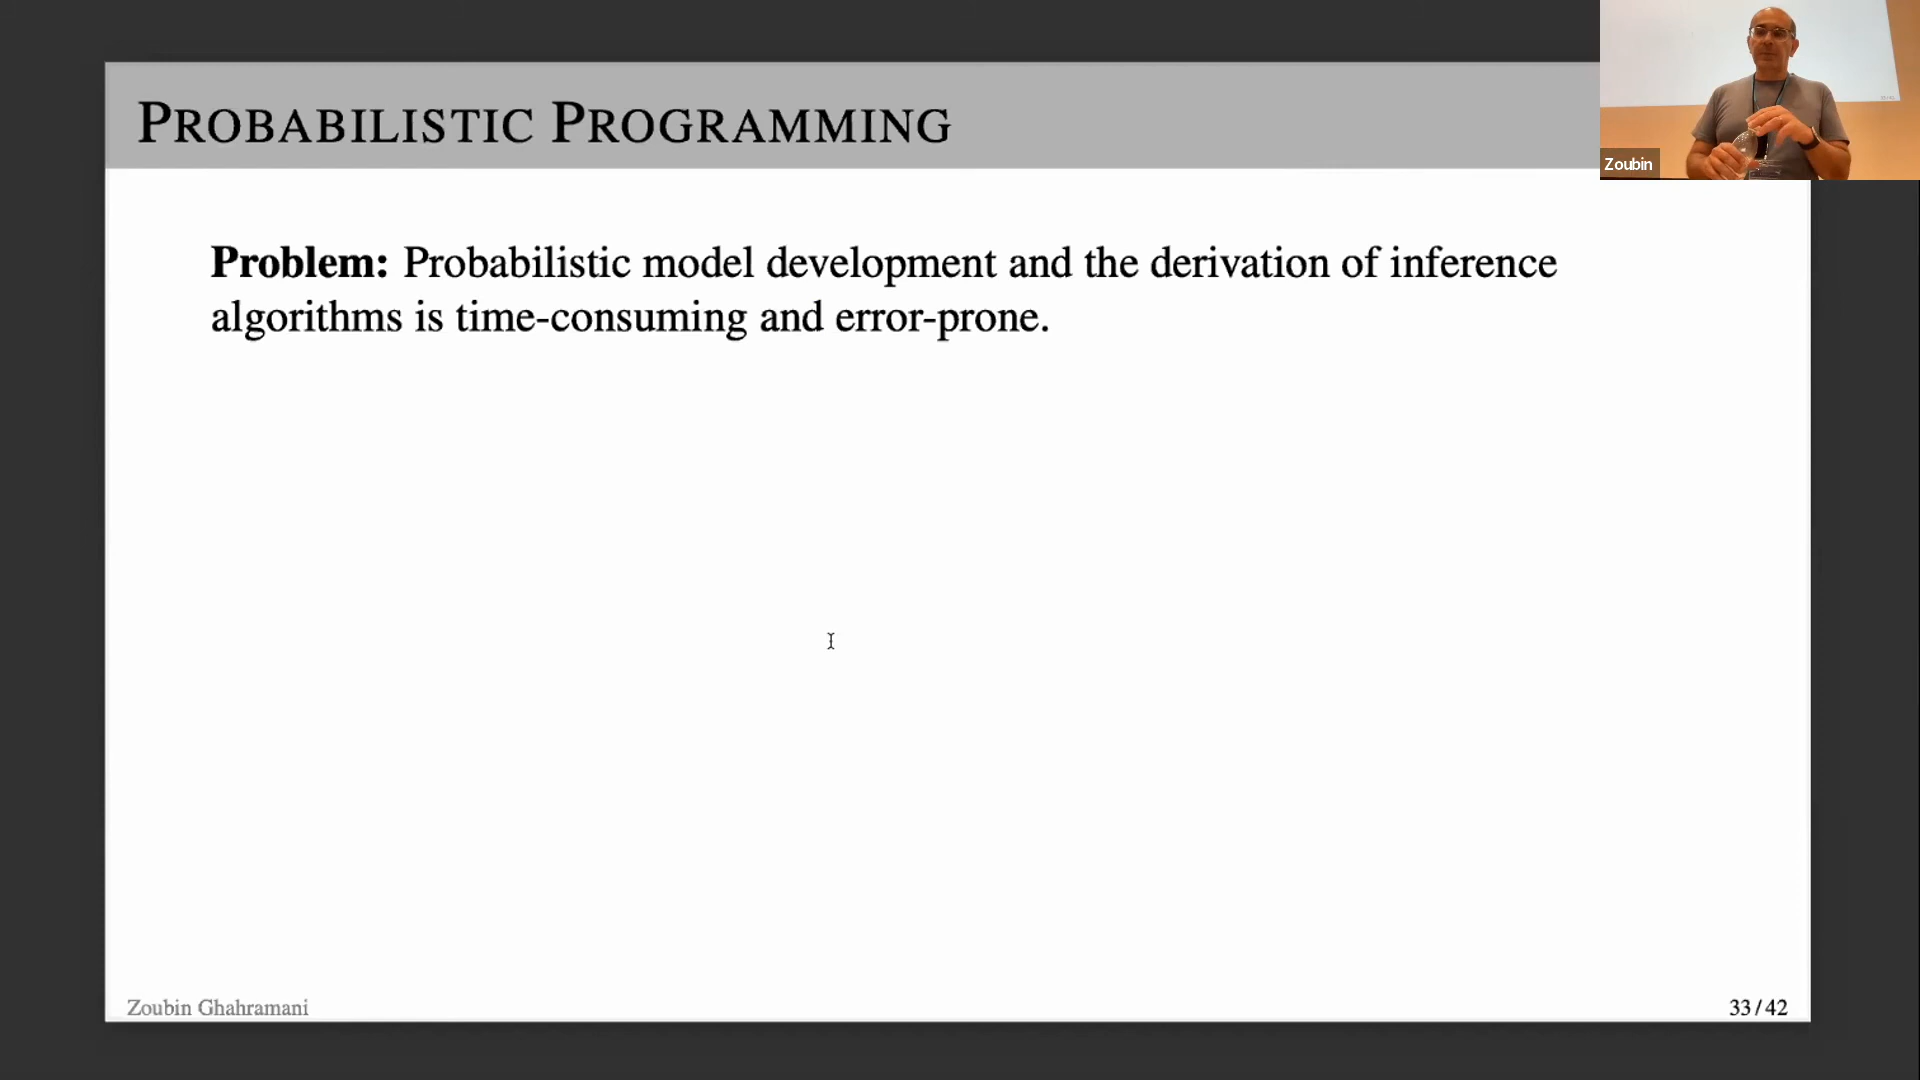 PROBABILISTIC PROGRAMMING
Zoubin
Problem: Probabilistic model development and the derivation of inference
algorithms is time-consuming and error-prone.
Zoubin Ghahramani
33 / 42